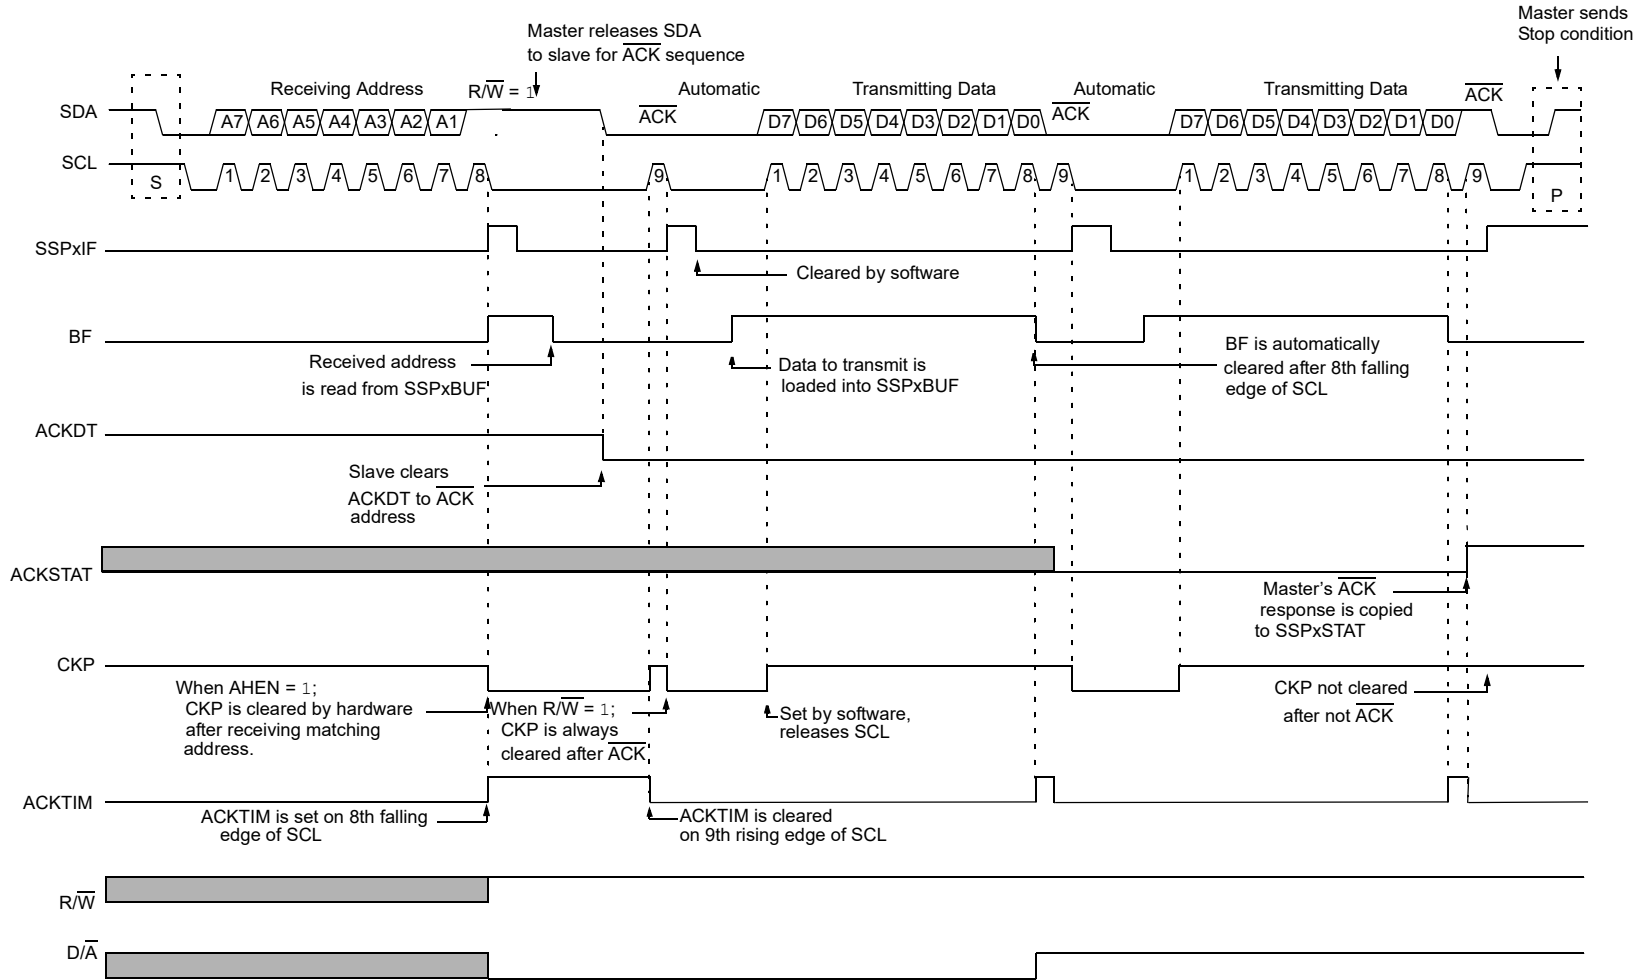 Master releases SDA
to slave for ACK sequence
Master sends
Stop condition
Receiving Address
R/W = 1
Automatic
Transmitting Data
Automatic
Transmitting Data
ACK
SDA
A7 A6 A5 A4 A3 A2 A1
ACK
D7 D6 D5 D4 D3 D2 D1 D0
ACK
D7 D6 D5 D4 D3 D2 D1 D0
SCL
S
1 2 3 4 5 6 7 8 9
1 2 3 4 5 6 7 8 9
1 2 3 4 5 6 7 8 9
P
SSPxIF
Cleared by software
BF
Received address
is read from SSPxBUF
Data to transmit is
loaded into SSPxBUF
BF is automatically
cleared after 8th falling
edge of SCL
ACKDT
Slave clears
ACKDT to ACK
address
ACKSTAT
Master’s ACK
response is copied
to SSPxSTAT
CKP
When AHEN = 1;
CKP is cleared by hardware
after receiving matching
address.
When R/W = 1;
CKP is always
cleared after ACK
Set by software,
releases SCL
CKP not cleared
after not ACK
ACKTIM
ACKTIM is set on 8th falling
edge of SCL
ACKTIM is cleared
on 9th rising edge of SCL
R/W
D/A